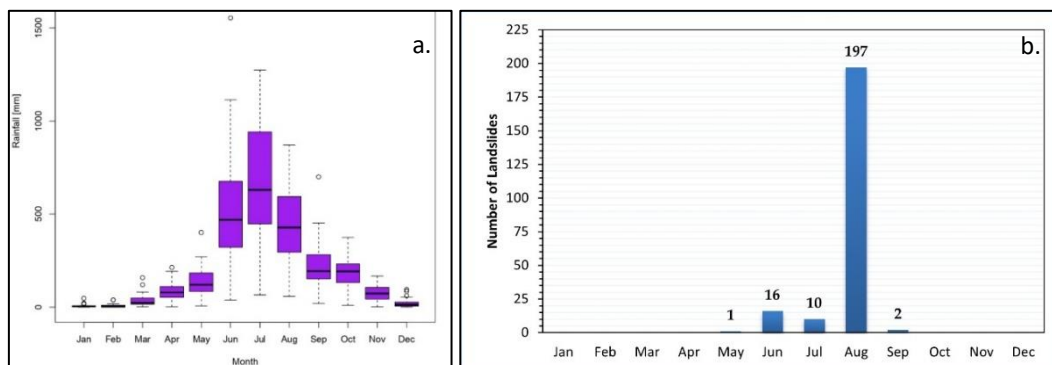 a.
Rainfall [mm]
1500
1000
500
0
Jan Feb Mar Apr May Jun Jul Aug Sep Oct Nov Dec
Month
b.
Number of Landslides
225
200
175
150
125
100
75
50
25
0
1
16
10
197
2
Jan Feb Mar Apr May Jun Jul Aug Sep Oct Nov Dec